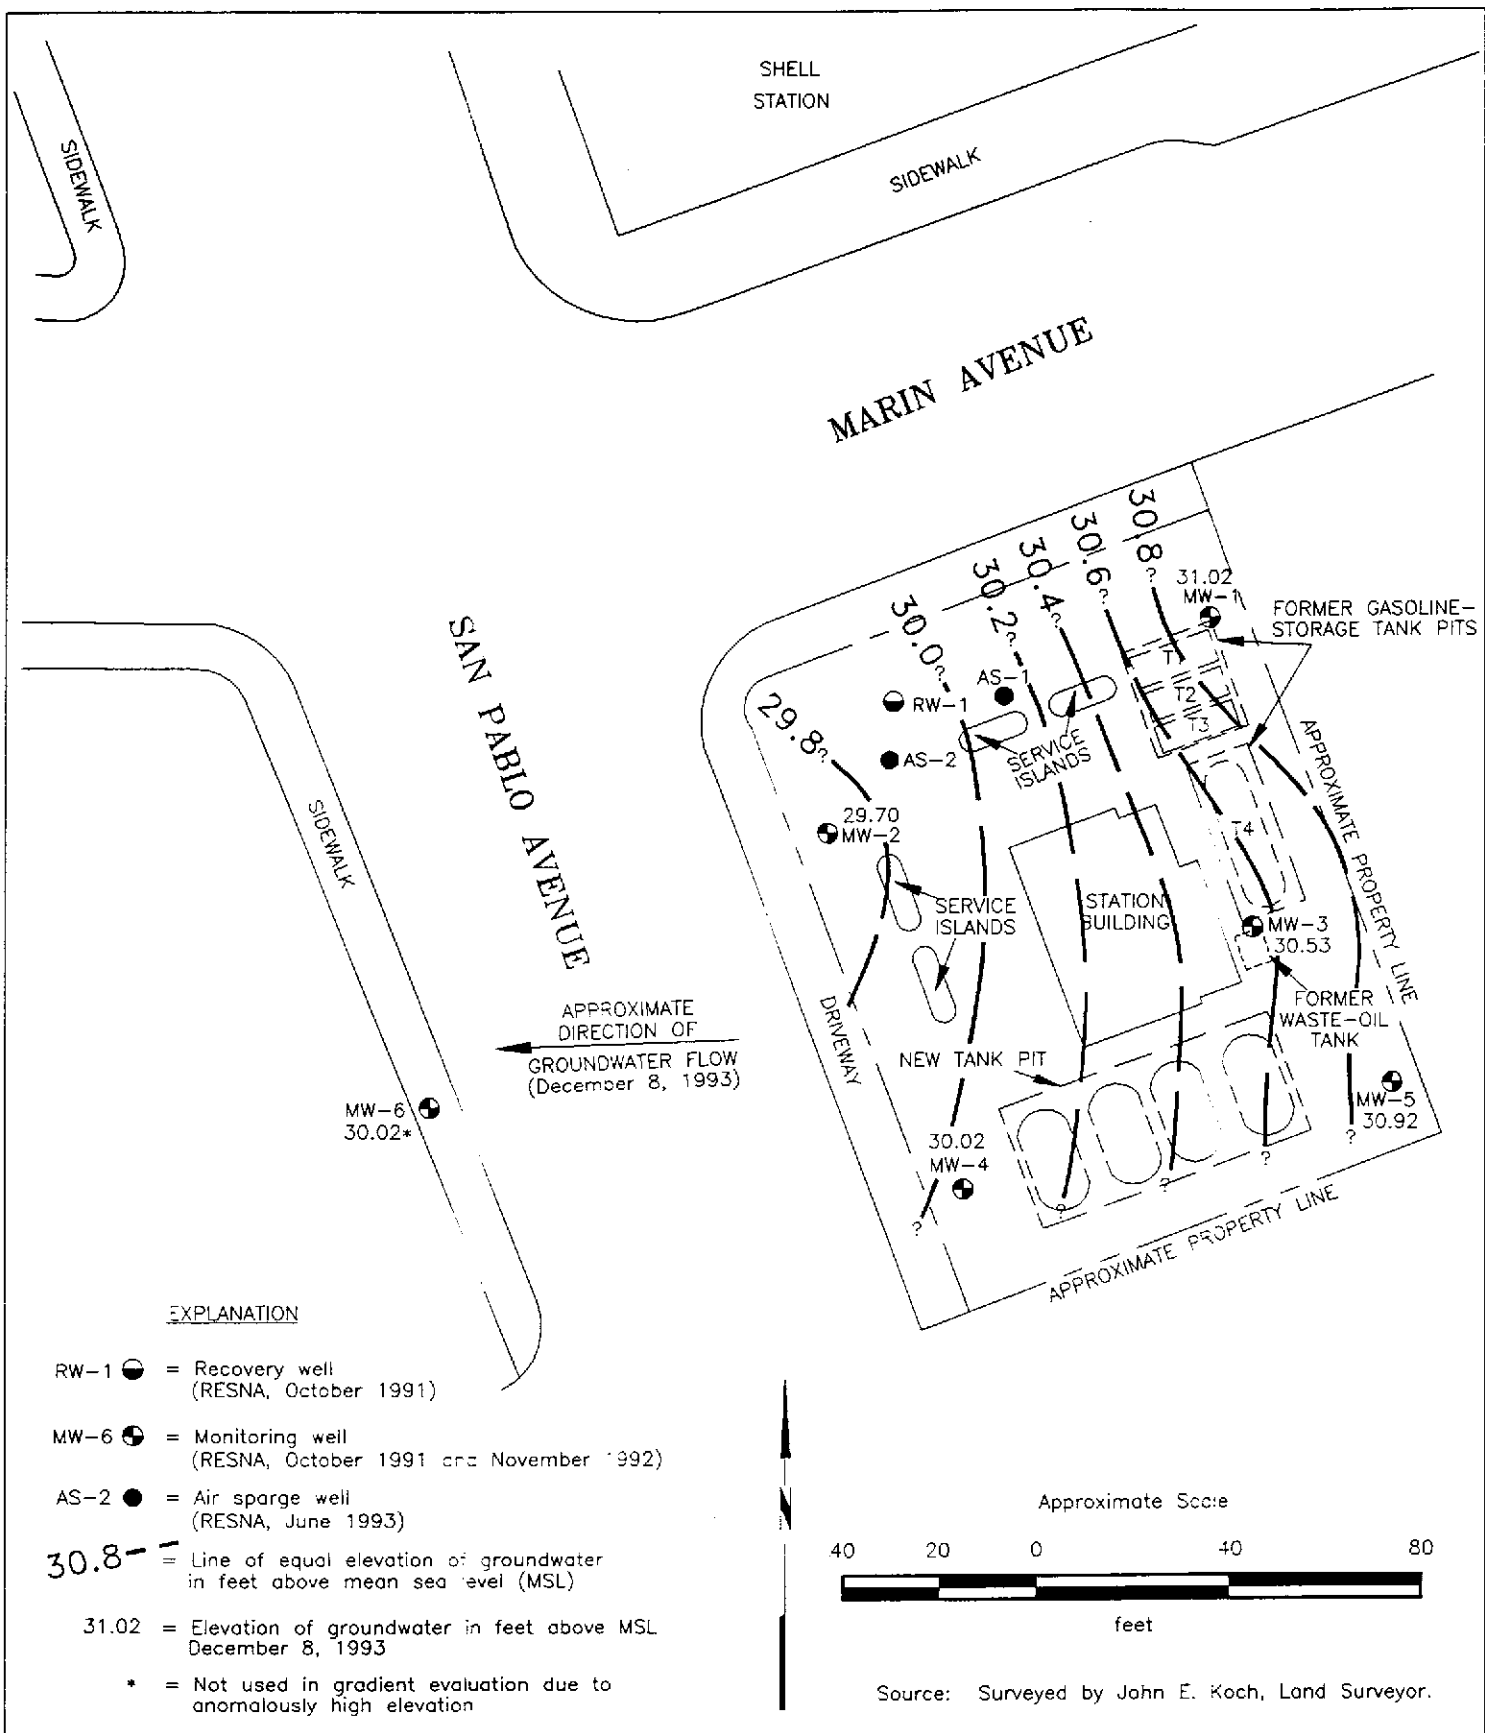 SHELL
STATION
SIDEWALK
SIDEWALK
MARIN AVENUE
SAN PABLO AVENUE
SIDEWALK
30.8
?
30.6
?
30.4
?
30.2
?
30.0
?
29.8
?
31.02
MW-1
FORMER GASOLINE-
STORAGE TANK PITS
T2
T3
T4
AS-1
RW-1
AS-2
SERVICE
ISLANDS
29.70
MW-2
SERVICE
ISLANDS
STATION
BUILDING
MW-3
30.53
APPROXIMATE PROPERTY LINE
FORMER
WASTE-OIL
TANK
DRIVEWAY
NEW TANK PIT
APPROXIMATE
DIRECTION OF
GROUNDWATER FLOW
(December 8, 1993)
MW-6
30.02*
30.02
MW-4
MW-5
30.92
?
?
?
?
?
APPROXIMATE PROPERTY LINE
EXPLANATION
RW-1 = Recovery well
(RESNA, October 1991)
MW-6 = Monitoring well
(RESNA, October 1991 and November 1992)
AS-2 = Air sparge well
(RESNA, June 1993)
30.8 = Line of equal elevation of groundwater
in feet above mean sea level (MSL)
31.02 = Elevation of groundwater in feet above MSL
December 8, 1993
* = Not used in gradient evaluation due to
anomalously high elevation
N
Approximate Scale
40 20 0 40 80
feet
Source: Surveyed by John E. Koch, Land Surveyor.